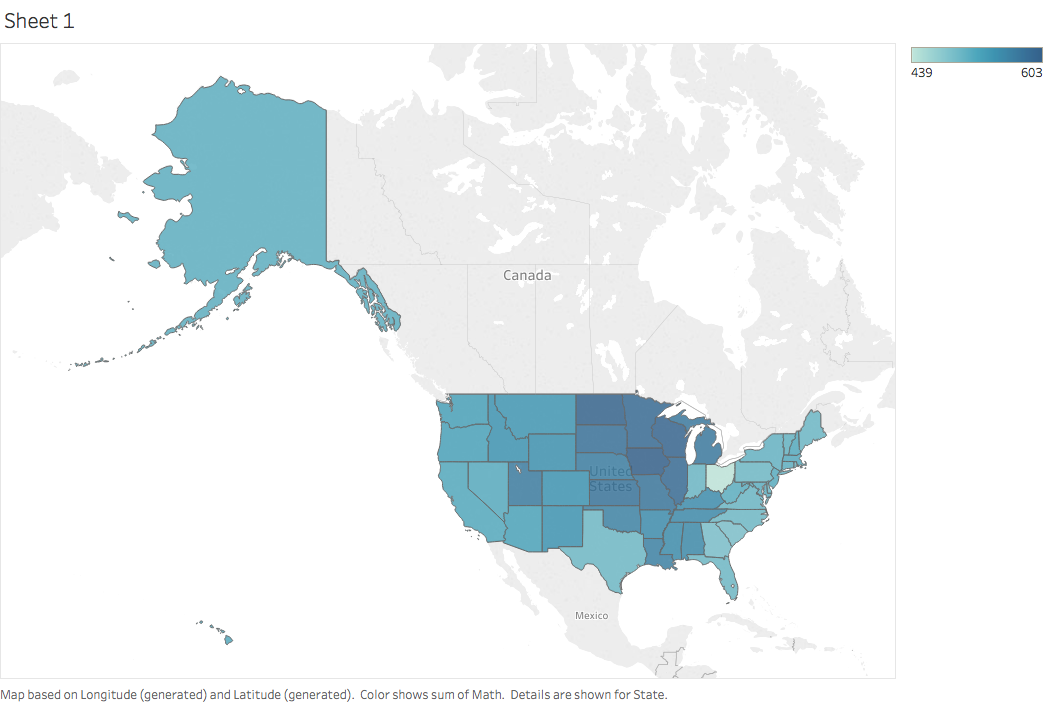 Sheet 1
439 603
Canada
United
States
Mexico
Map based on Longitude (generated) and Latitude (generated). Color shows sum of Math. Details are shown for State.